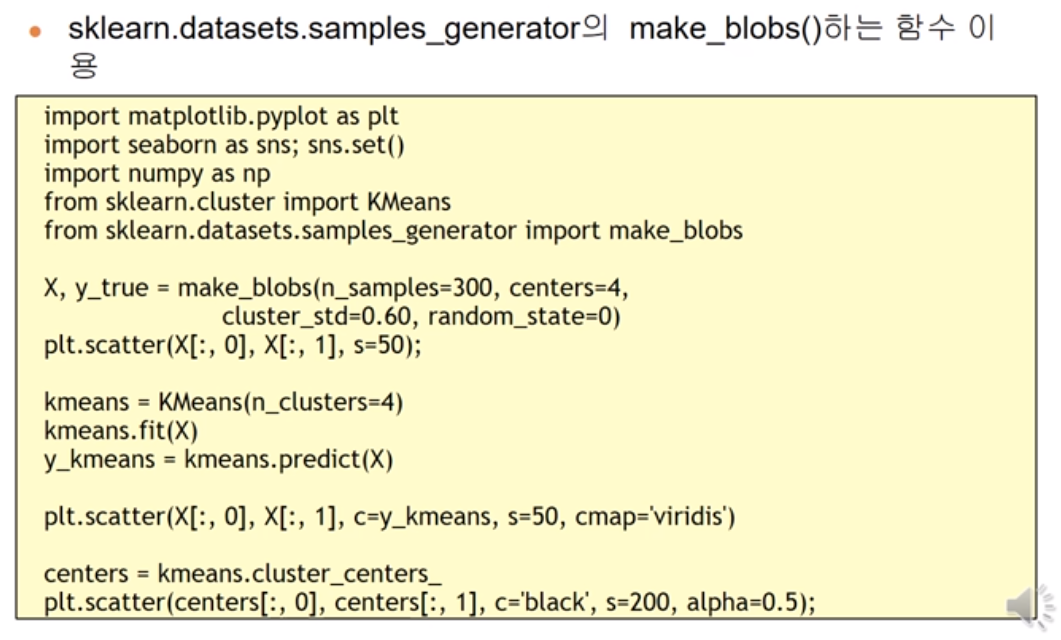 • sklearn.datasets.samples_generator의 make_blobs()하는 함수 이
용
import matplotlib.pyplot as plt
import seaborn as sns; sns.set()
import numpy as np
from sklearn.cluster import KMeans
from sklearn.datasets.samples_generator import make_blobs
X, y_true = make_blobs(n_samples=300, centers=4,
cluster_std=0.60, random_state=0)
plt.scatter(X[:, 0], X[:, 1], s=50);
kmeans = KMeans(n_clusters=4)
kmeans.fit(X)
y_kmeans = kmeans.predict(X)
plt.scatter(X[:, 0], X[:, 1], c=y_kmeans, s=50, cmap='viridis')
centers = kmeans.cluster_centers_
plt.scatter(centers[:, 0], centers[:, 1], c='black', s=200, alpha=0.5);